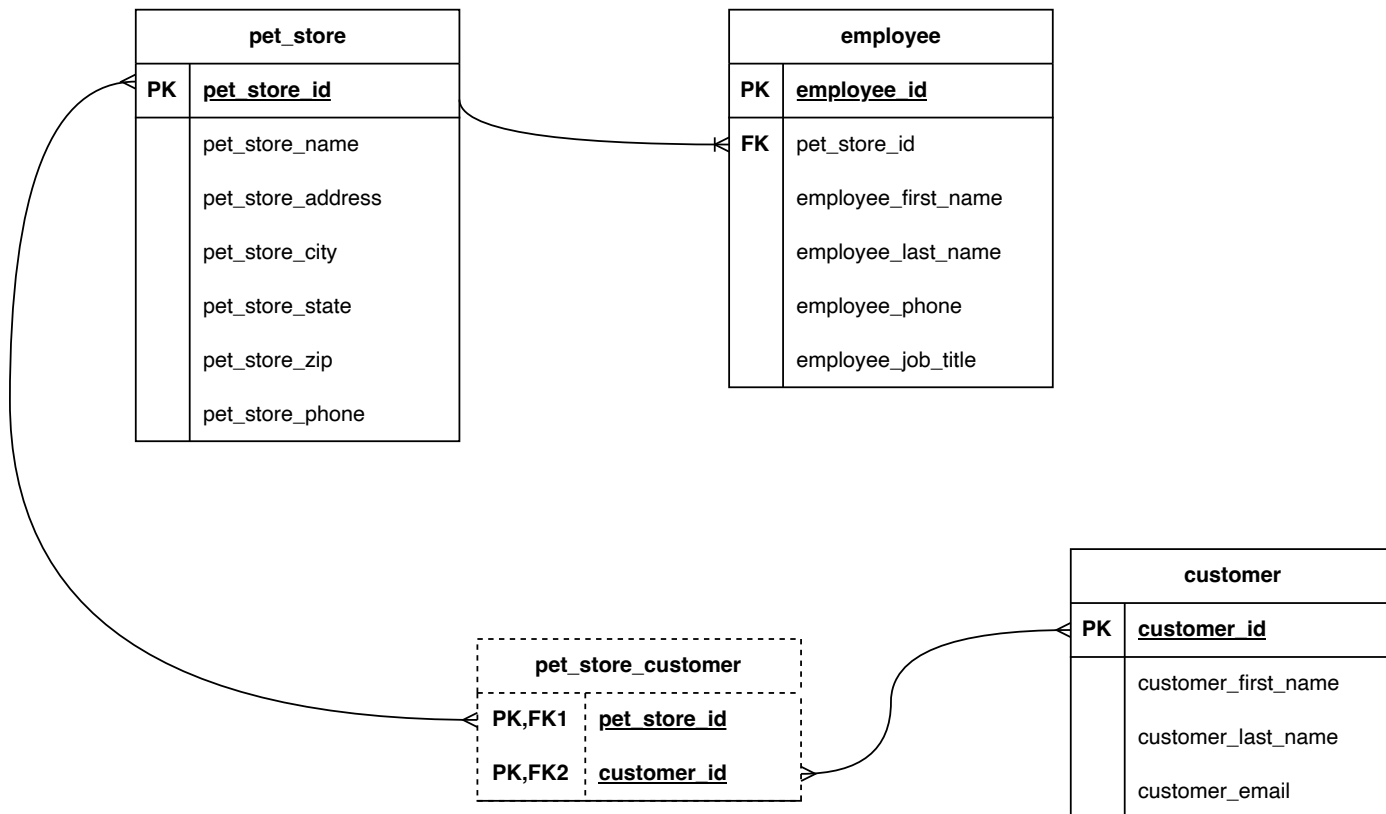 pet_store
PK pet_store_id
pet_store_name
pet_store_address
pet_store_city
pet_store_state
pet_store_zip
pet_store_phone
employee
PK employee_id
FK pet_store_id
employee_first_name
employee_last_name
employee_phone
employee_job_title
pet_store_customer
PK,FK1 pet_store_id
PK,FK2 customer_id
customer
PK customer_id
customer_first_name
customer_last_name
customer_email